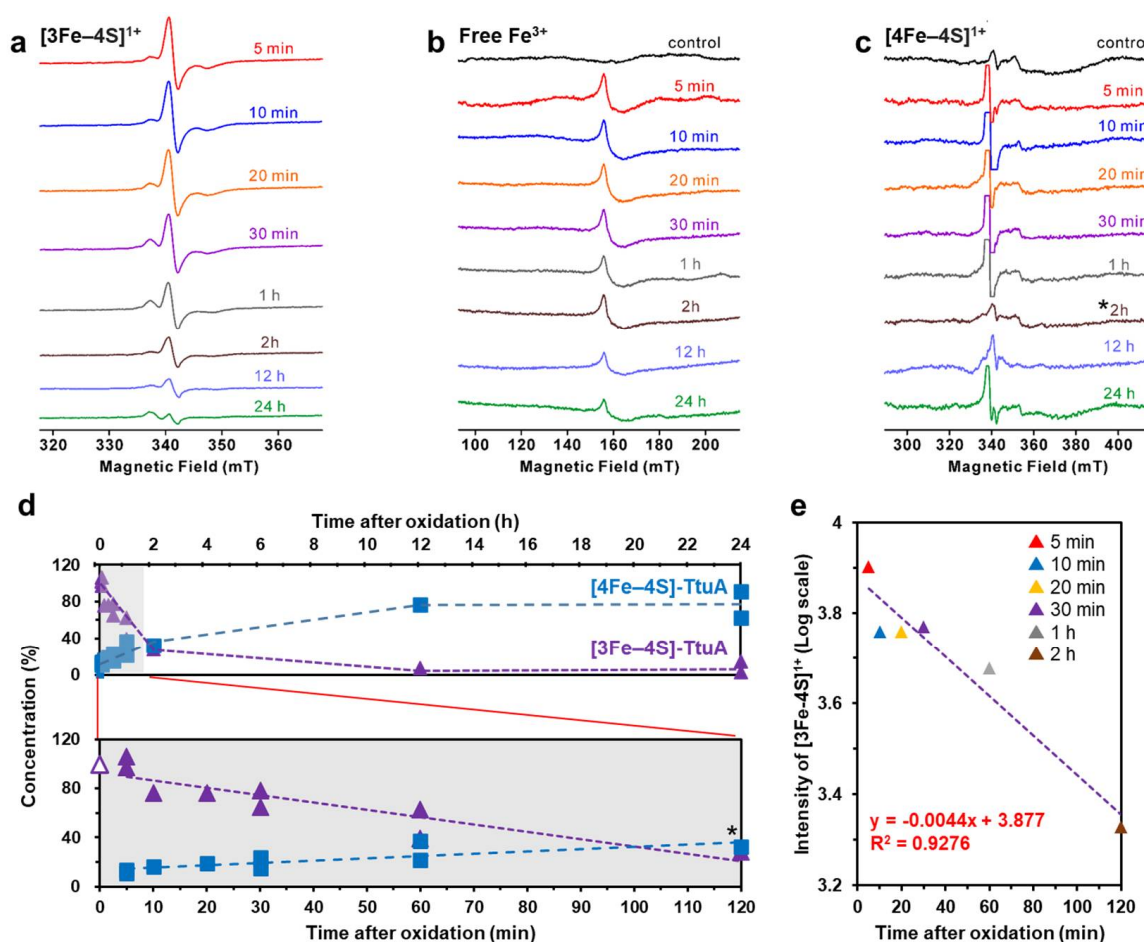 a
[3Fe–4S]¹⁺
5 min
10 min
20 min
30 min
1 h
2h
12 h
24 h
320 340 360
Magnetic Field (mT)
b
Free Fe³⁺
control
5 min
10 min
20 min
30 min
1 h
2h
12 h
24 h
100 120 140 160 180 200
Magnetic Field (mT)
c
[4Fe–4S]¹⁺
control
5 min
10 min
20 min
30 min
1 h
*2h
12 h
24 h
300 320 340 360 380 400
Magnetic Field (mT)
d
Time after oxidation (h)
0 2 4 6 8 10 12 14 16 18 20 22 24
120
80
40
0
[4Fe–4S]-TtuA
[3Fe–4S]-TtuA
Concentration (%)
120
80
40
0
*
0 10 20 30 40 50 60 70 80 90 100 110 120
Time after oxidation (min)
e
Intensity of [3Fe-4S]¹⁺ (Log scale)
4
3.8
3.6
3.4
3.2
5 min
10 min
20 min
30 min
1 h
2 h
y = -0.0044x + 3.877
R² = 0.9276
0 20 40 60 80 100 120
Time after oxidation (min)